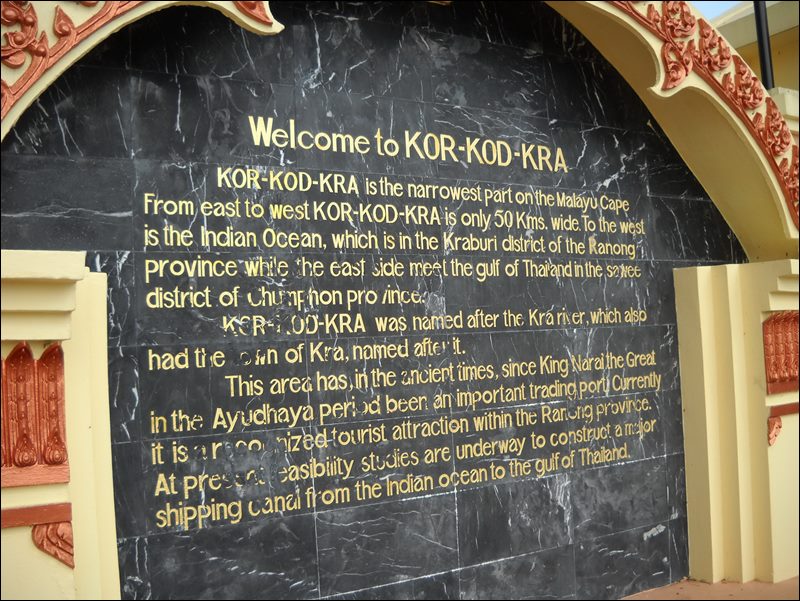 Welcome to KOR-KOD-KRA
KOR-KOD-KRA is the narrowest part on the Malayu Cape
From east to west KOR-KOD-KRA is only 50 Kms. wide. To the west
is the Indian Ocean, which is in the Kraburi district of the Ranong
province while the east side meet the gulf of Thailand in the sawee
district of Chumphon province.
KOR-KOD-KRA was named after the Kra river, which also
had the town of Kra, named after it.
This area has, in the ancient times, since King Narai the Great
in the Ayudhaya period been an important trading port. Currently
it is a recognized tourist attraction within the Ranong province.
At present feasibility studies are underway to construct a major
shipping canal from the Indian ocean to the gulf of Thailand.